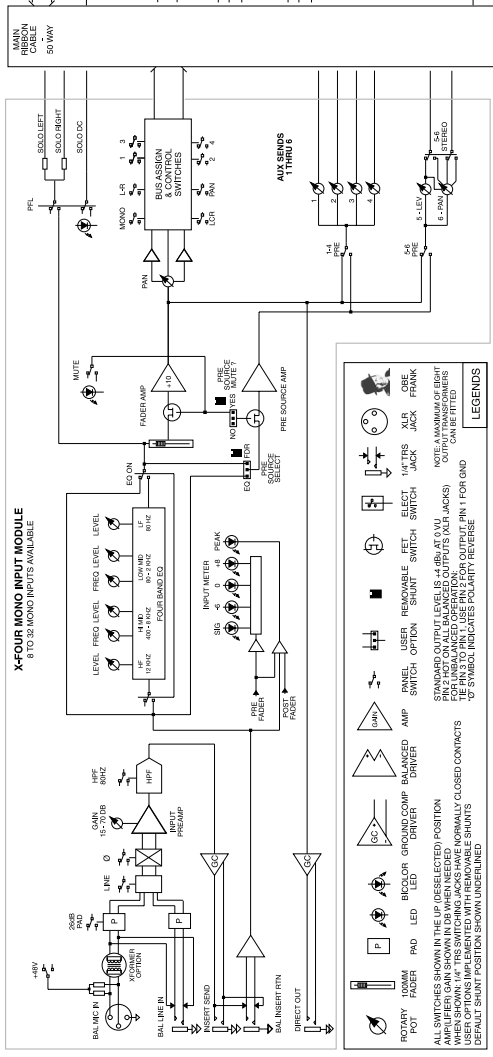 X-FOUR MONO INPUT MODULE
8 TO 32 MONO INPUTS AVAILABLE
MAIN
RIBBON
CABLE
-
50 WAY
SOLO LEFT
SOLO RIGHT
SOLO DC
PFL
MUTE
MONO
L-R
1
3
BUS ASSIGN
& CONTROL
SWITCHES
LCR
PAN
2
4
PAN
AUX SENDS
1 THRU 6
1
2
3
4
1-4
PRE
5-6
PRE
5 - LEV
6 - PAN
5-6
STEREO
FADER AMP
+10
PRE
SOURCE
MUTE ?
NO
YES
PRE SOURCE AMP
EQ
FDR
PRE
SOURCE
SELECT
EQ ON
LEVEL
FREQ
LEVEL
FREQ
LEVEL
LEVEL
HF
12 KHZ
HI MID
400 - 8 KHZ
LOW MID
80 - 2 KHZ
LF
80 HZ
FOUR BAND EQ
INPUT METER
SIG
-6
0
+8
PEAK
PRE
FADER
POST
FADER
+48V
BAL MIC IN
XFORMER
OPTION
26dB
PAD
P
P
LINE
Ø
GAIN
15 - 70 DB
INPUT
PREAMP
HPF
80HZ
HPF
BAL LINE IN
INSERT SEND
GC
BAL INSERT RTN
DIRECT OUT
GC
ROTARY
POT
100MM
FADER
P
PAD
LED
BICOLOR
LED
GC
+
-
GROUND COMP
DRIVER
BALANCED
DRIVER
GAIN
AMP
PANEL
SWITCH
USER
OPTION
REMOVABLE
SHUNT
FET
SWITCH
ELECT
SWITCH
1/4" TRS
JACK
XLR
JACK
OBE
FRANK
ALL SWITCHES SHOWN IN THE UP (DESELECTED) POSITION
AMP(LIFIER) GAIN SHOWN IN DB WHEN NEEDED
WHEN SHOWN: 1/4" TRS SWITCHING JACKS HAVE NORMALLY CLOSED CONTACTS
USER OPTIONS IMPLEMENTED WITH REMOVABLE SHUNTS
DEFAULT SHUNT POSITION SHOWN UNDERLINED
STANDARD OUTPUT LEVEL IS +4 dBu AT 0 VU
PIN 2 HOT ON ALL BALANCED OUTPUTS (XLR JACKS)
FOR UNBALANCED OPERATION:
TIE PIN 3 TO PIN 1, USE PIN 2 FOR OUTPUT, PIN 1 FOR GND
"Ø" SYMBOL INDICATES POLARITY REVERSE
NOTE: A MAXIMUM OF EIGHT
OUTPUT TRANSFORMERS
CAN BE FITTED
LEGENDS